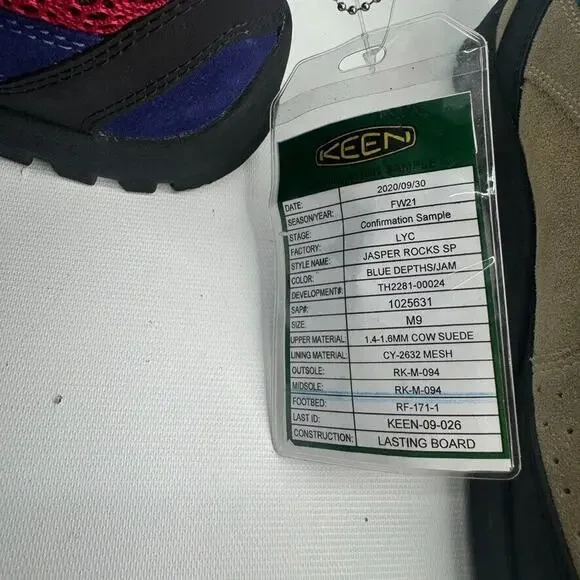 KEEN
DATE: 2020/09/30
SEASON/YEAR: FW21
STAGE: Confirmation Sample
FACTORY: LYC
STYLE NAME: JASPER ROCKS SP
COLOR: BLUE DEPTHS/JAM
DEVELOPMENT#: TH2281-00024
SAP#: 1025631
SIZE: M9
UPPER MATERIAL: 1.4-1.6MM COW SUEDE
LINING MATERIAL: CY-2632 MESH
OUTSOLE: RK-M-094
MIDSOLE: RK-M-094
FOOTBED: RF-171-1
LAST ID: KEEN-09-026
CONSTRUCTION: LASTING BOARD